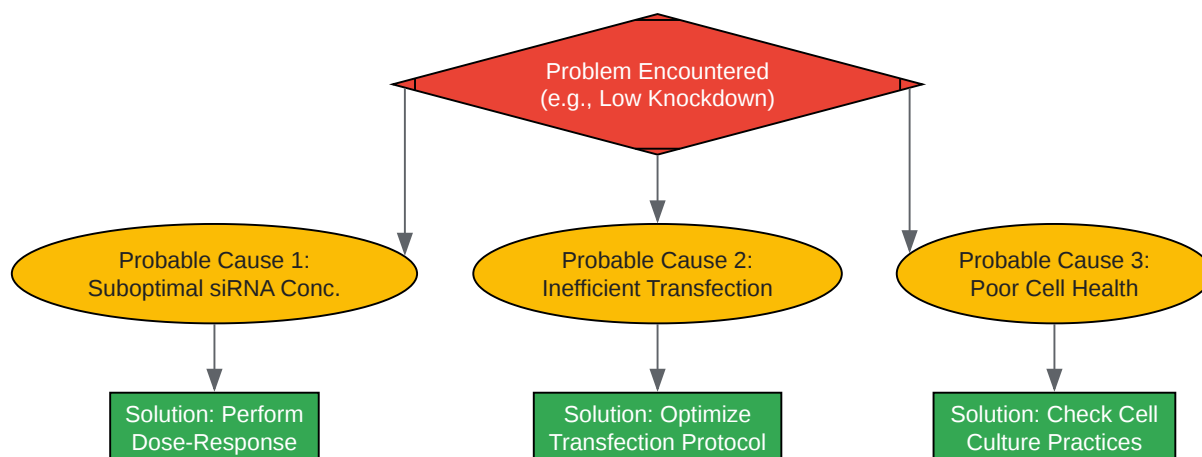 Problem Encountered
(e.g., Low Knockdown)
Probable Cause 1:
Suboptimal siRNA Conc.
Probable Cause 2:
Inefficient Transfection
Probable Cause 3:
Poor Cell Health
Solution: Perform
Dose-Response
Solution: Optimize
Transfection Protocol
Solution: Check Cell
Culture Practices